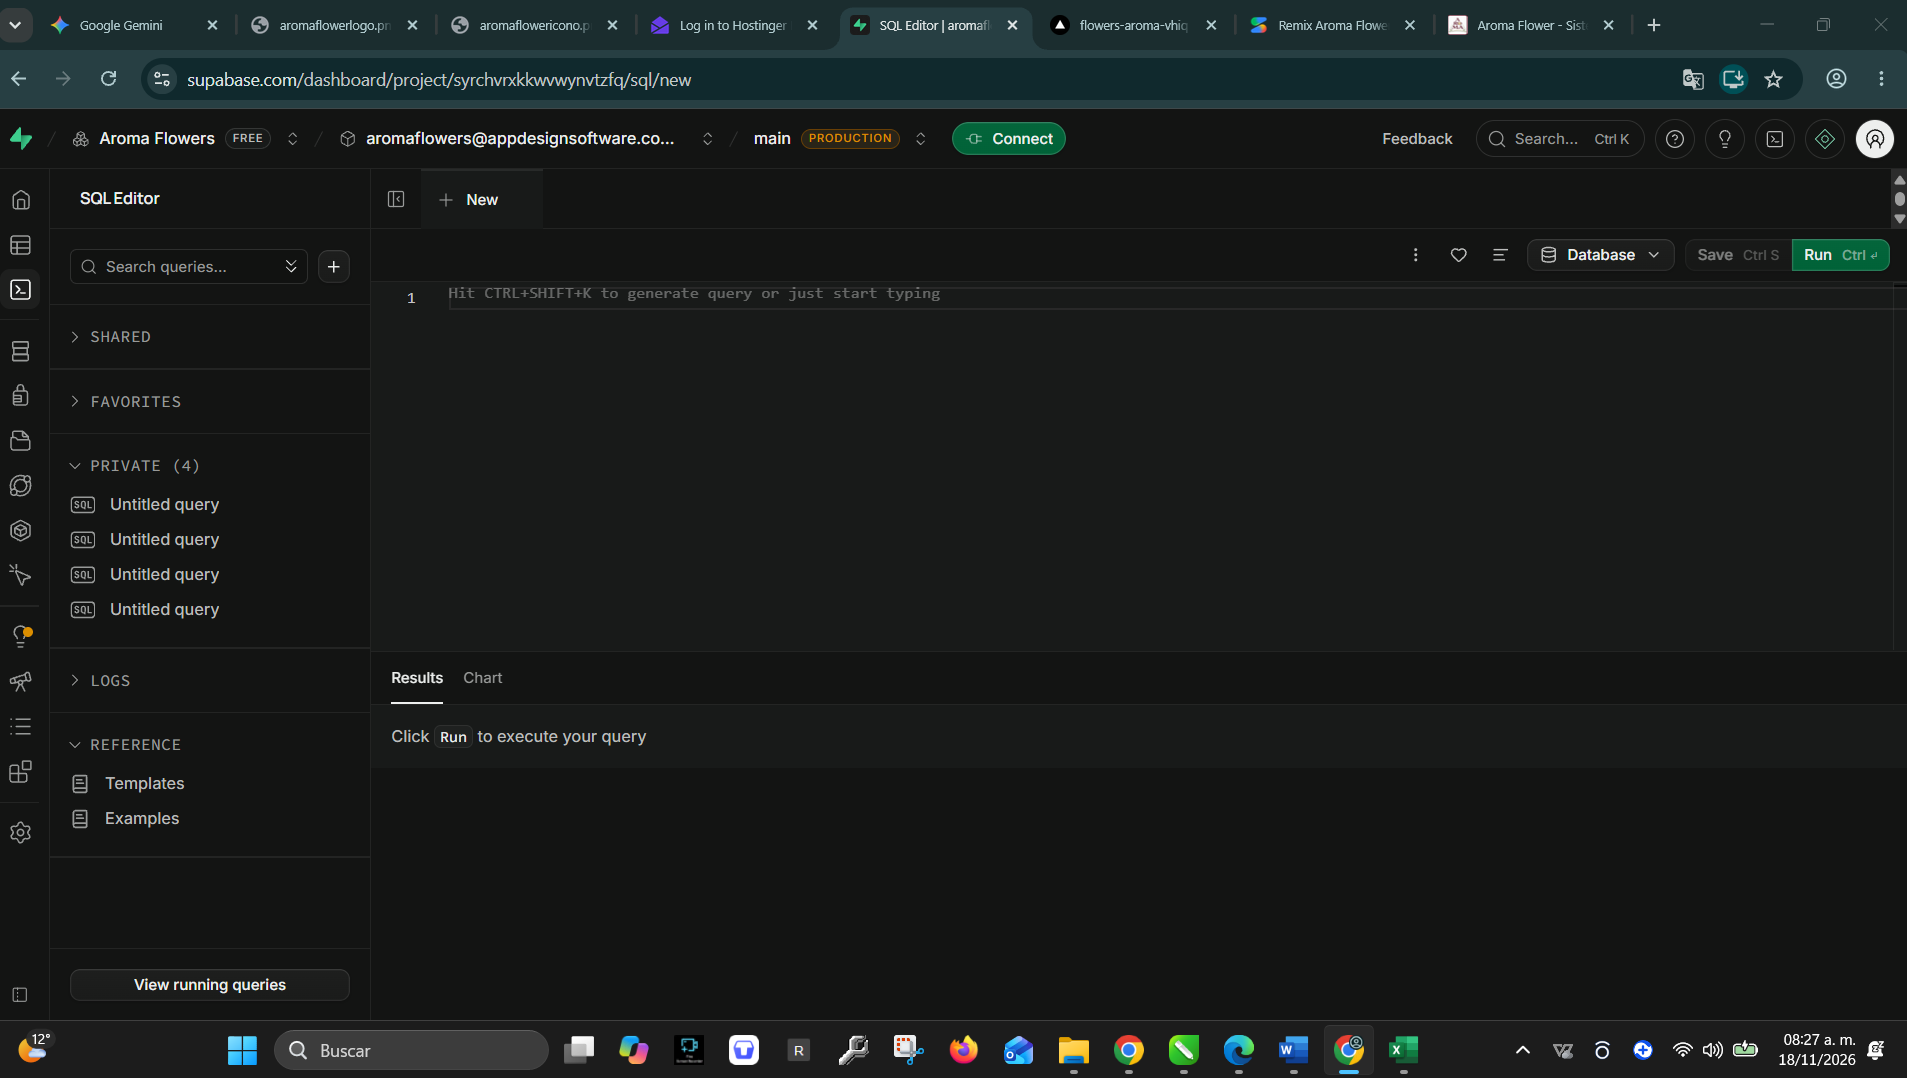 Google Gemini
aromaflowerlogo.pn
aromaflowericono.p
Log in to Hostinger
SQL Editor | aromafl
flowers-aroma-vhiq
Remix Aroma Flowe
Aroma Flower - Sist
supabase.com/dashboard/project/syrchvrxkkwvwynvtzfq/sql/new
Aroma Flowers FREE
aromaflowers@appdesignsoftware.co...
main PRODUCTION
Connect
Feedback
Search... Ctrl K
SQL Editor
New
Search queries...
Database
Save Ctrl S
Run Ctrl ↵
1
Hit CTRL+SHIFT+K to generate query or just start typing
SHARED
FAVORITES
PRIVATE (4)
SQL Untitled query
SQL Untitled query
SQL Untitled query
SQL Untitled query
LOGS
Results Chart
Click Run to execute your query
REFERENCE
Templates
Examples
View running queries
12°
Buscar
R
08:27 a. m.
18/11/2026